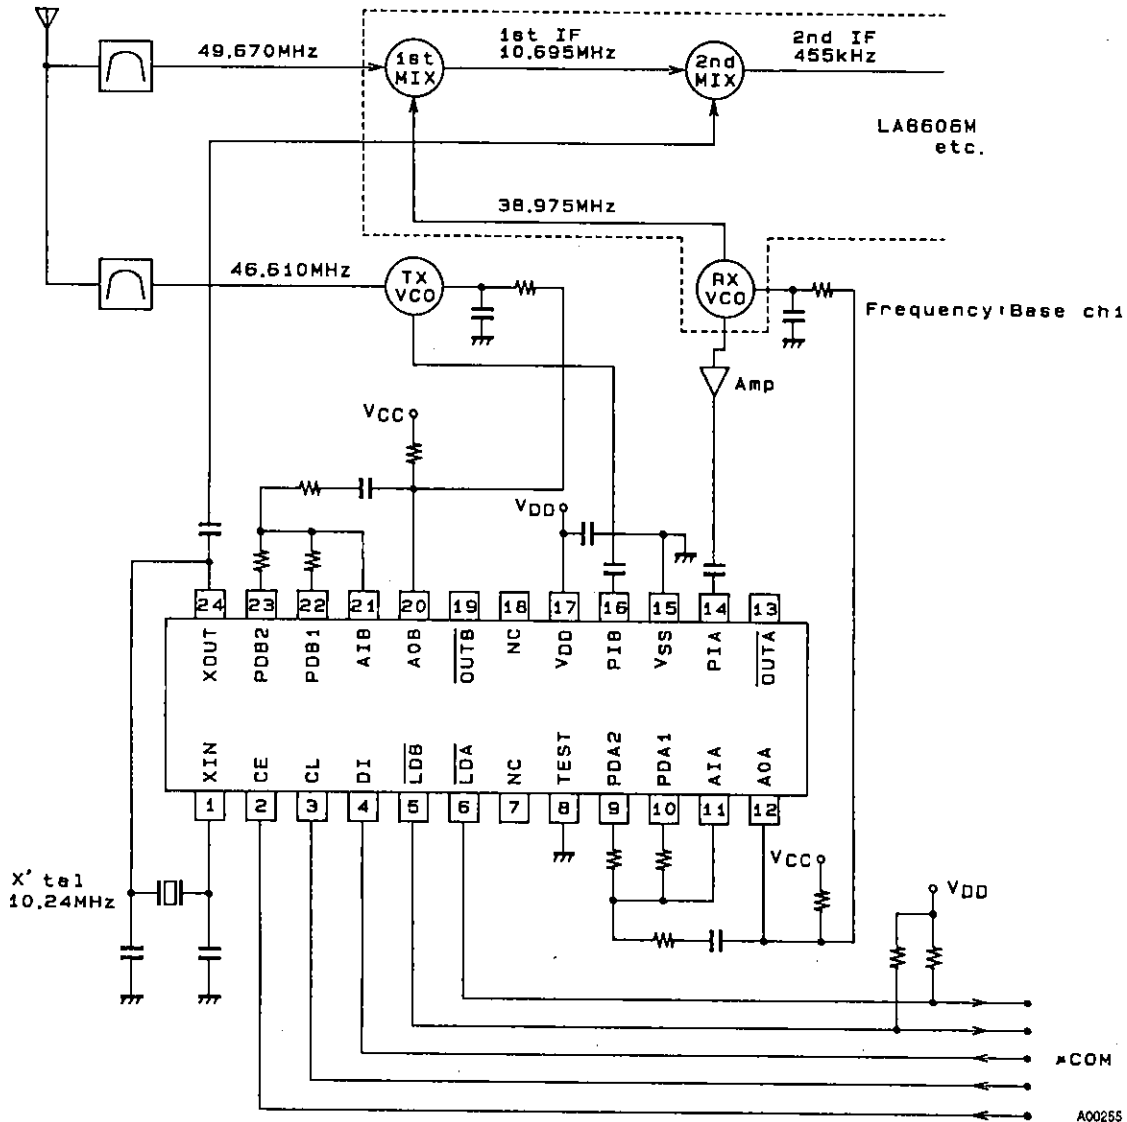 49.670MHz
1st
MIX
1st IF
10.695MHz
2nd
MIX
2nd IF
455kHz
LA8606M
etc.
38.975MHz
46.610MHz
TX
VCO
RX
VCO
Frequency:Base ch1
Amp
VCC
VDD
24
23
22
21
20
19
18
17
16
15
14
13
XOUT
PDB2
PDB1
AIB
AOB
OUTB
NC
VDD
PIB
VSS
PIA
OUTA
XIN
CE
CL
DI
LDB
LDA
NC
TEST
PDA2
PDA1
AIA
AOA
1
2
3
4
5
6
7
8
9
10
11
12
X'tal
10.24MHz
VCC
VDD
μCOM
A00255